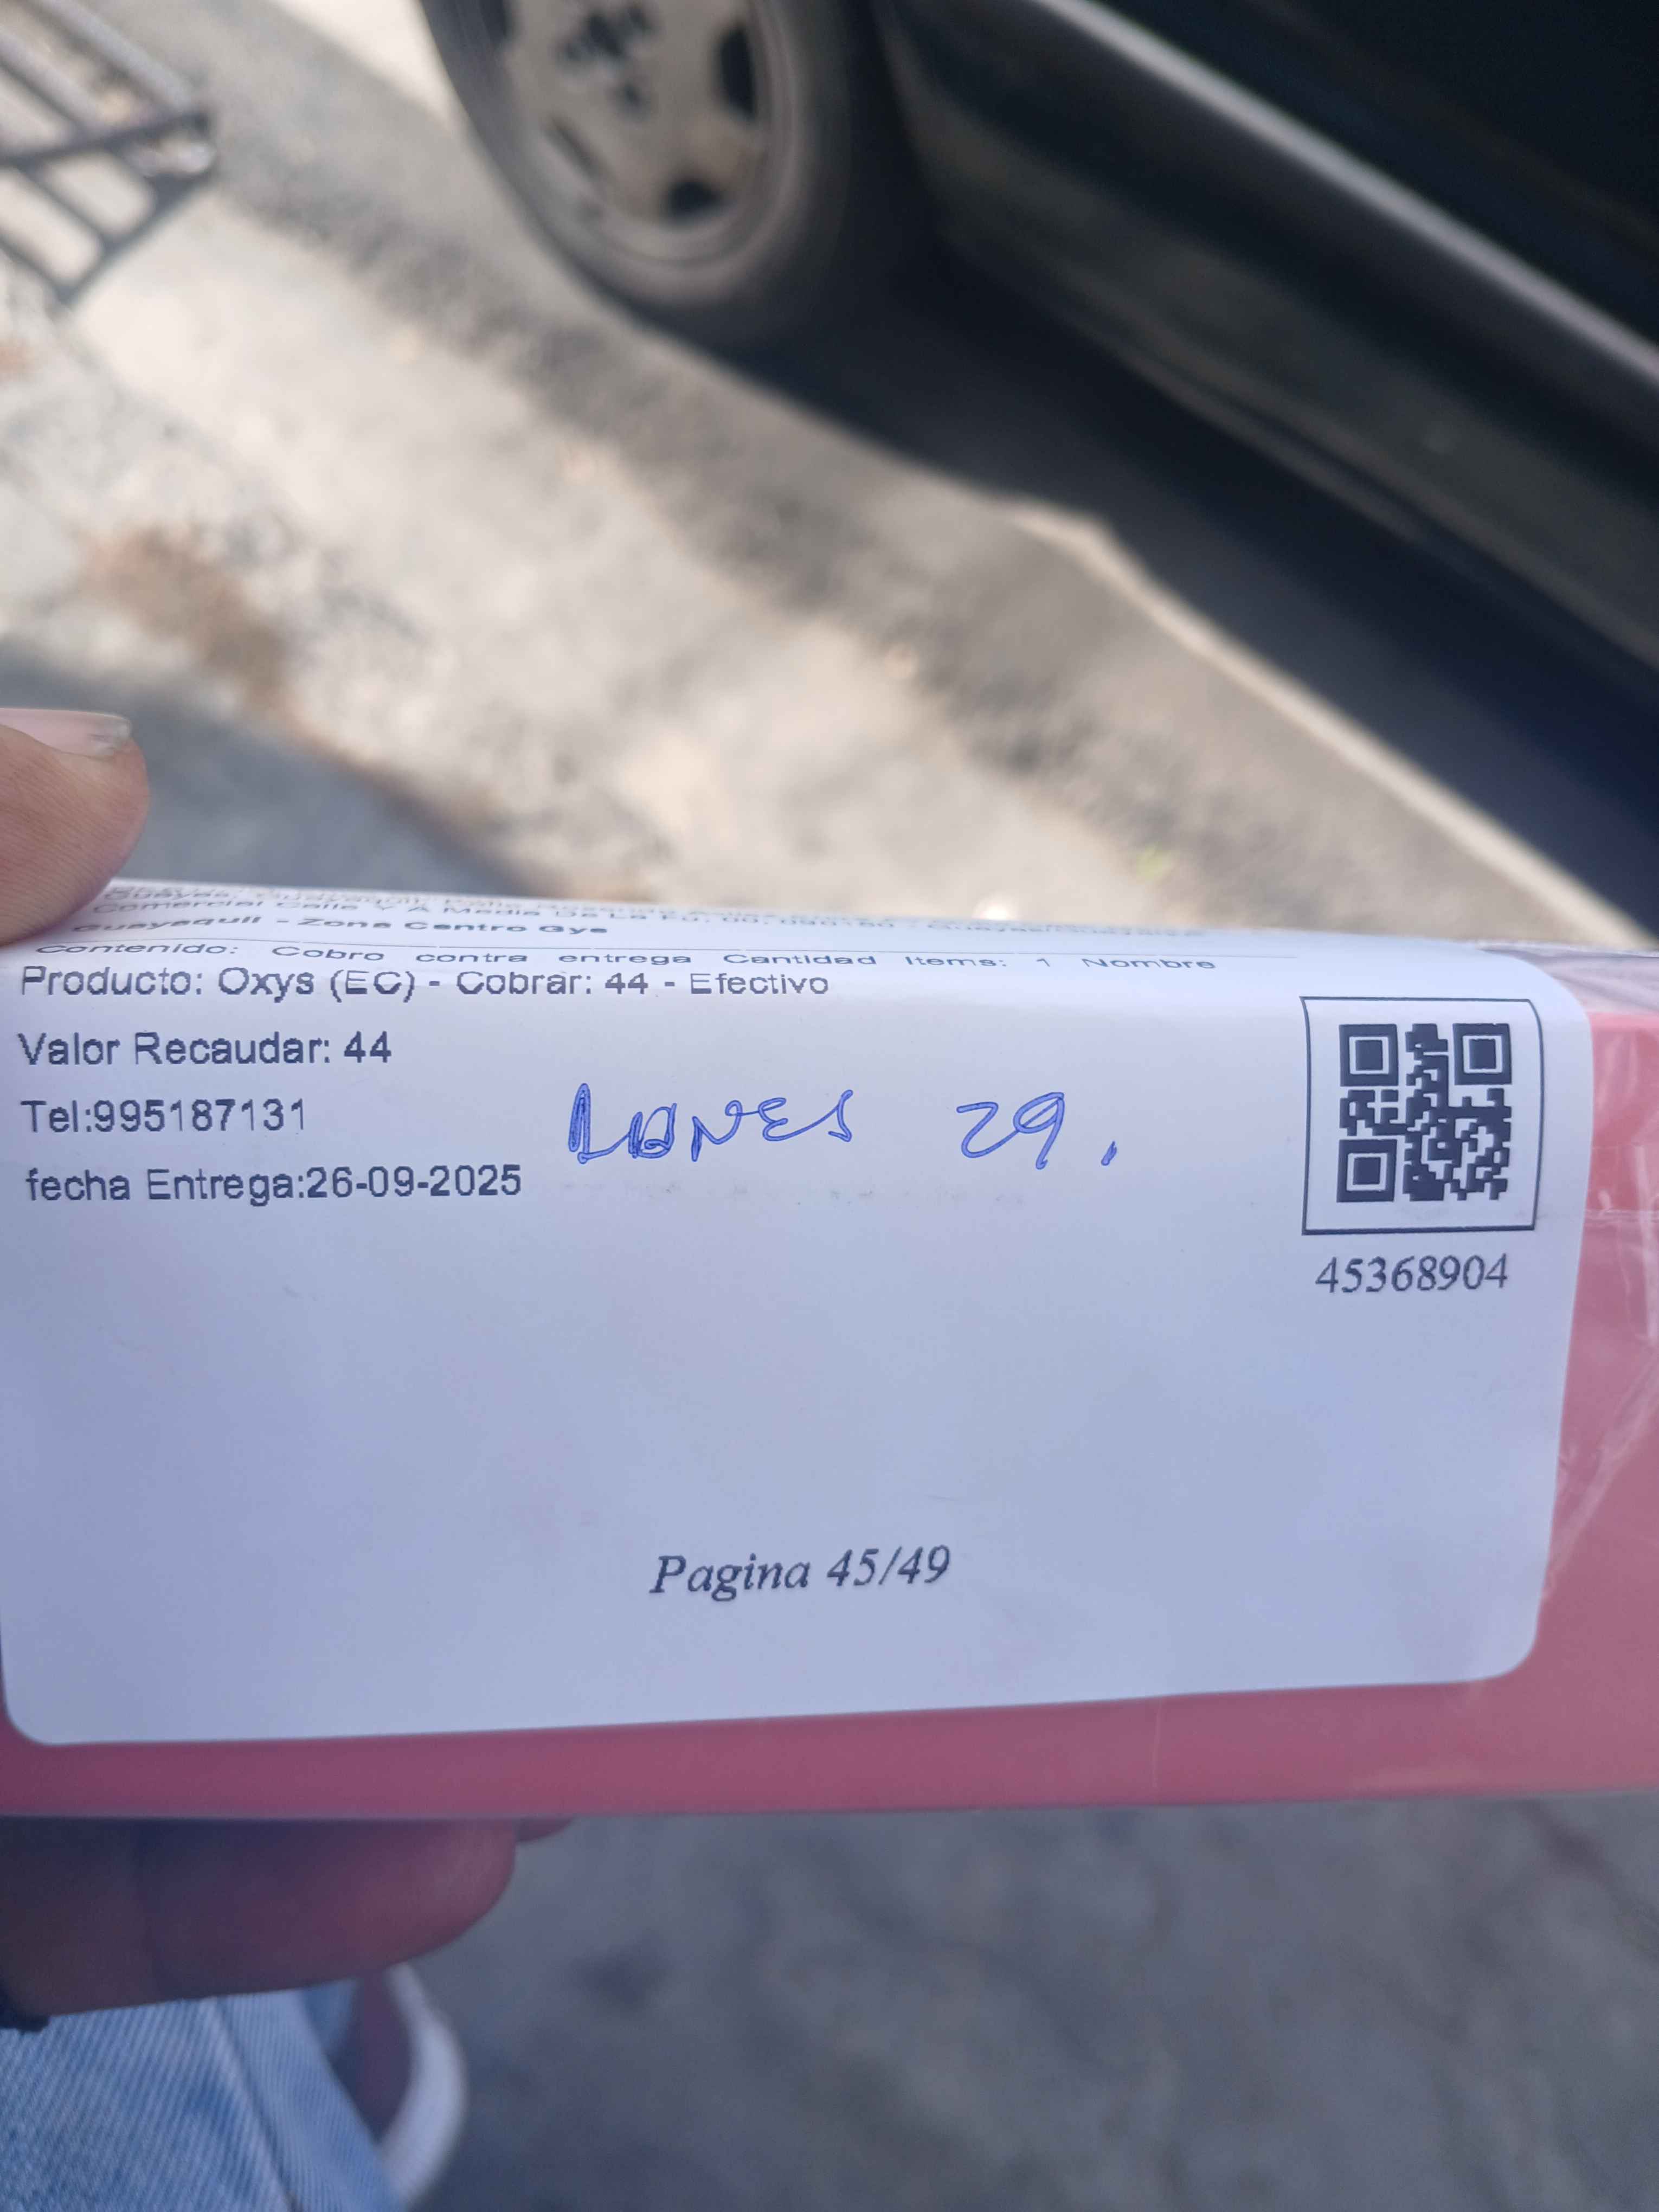 Guayaquil - Zona Centro Gye
Contenido: Cobro contra entrega Cantidad Items: 1 Nombre
Producto: Oxys (EC) - Cobrar: 44 - Efectivo
Valor Recaudar: 44
Tel:995187131
LUNES 29.
fecha Entrega:26-09-2025
45368904
Pagina 45/49